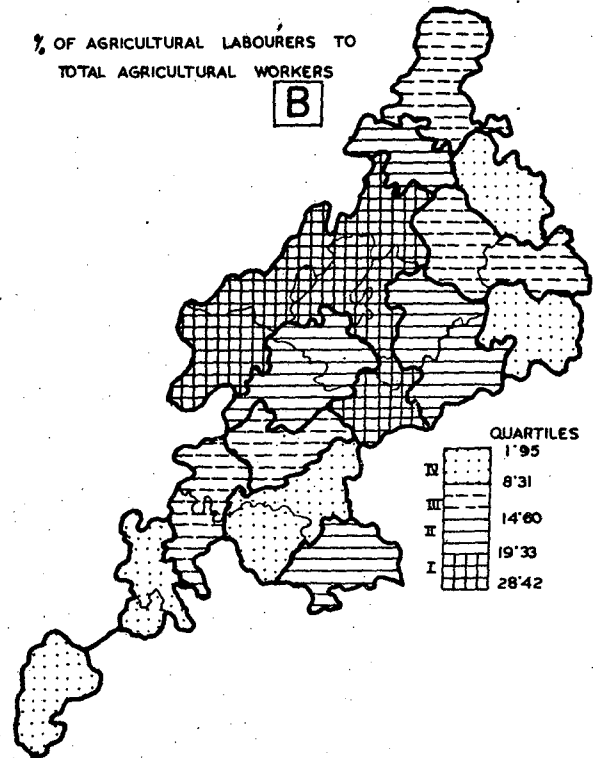 % OF AGRICULTURAL LABOURERS TO
TOTAL AGRICULTURAL WORKERS
B
QUARTILES
1·95
IV
8·31
III
14·60
II
19·33
I
28·42